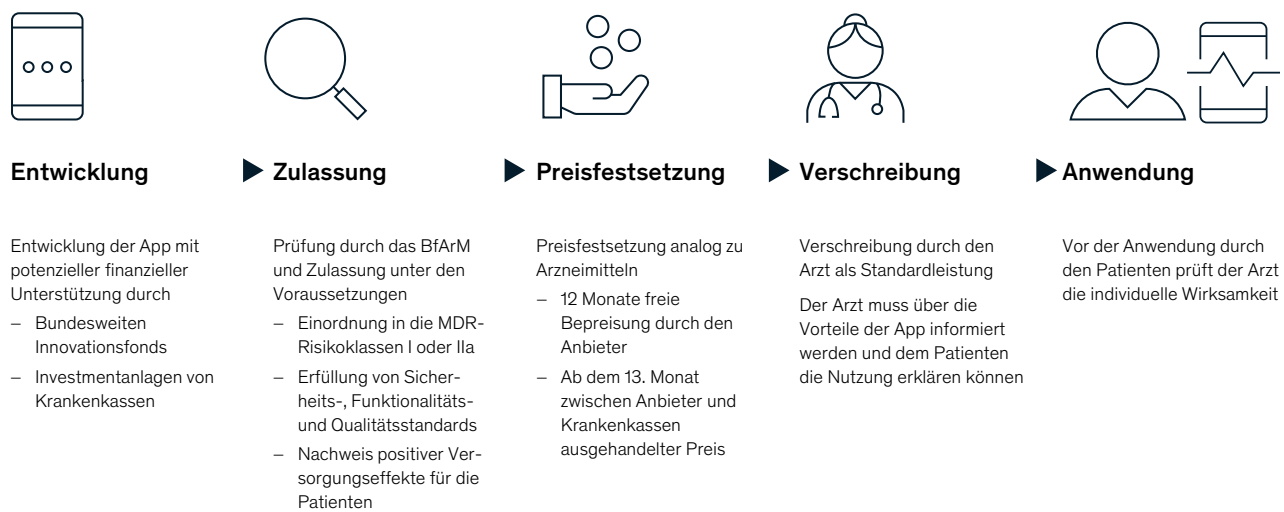 Entwicklung
Zulassung
Preisfestsetzung
Verschreibung
Anwendung
Entwicklung der App mit
potenzieller finanzieller
Unterstützung durch
– Bundesweiten
Innovationsfonds
– Investmentanlagen von
Krankenkassen
Prüfung durch das BfArM
und Zulassung unter den
Voraussetzungen
– Einordnung in die MDR-
Risikoklassen I oder IIa
– Erfüllung von Sicher-
heits-, Funktionalitäts-
und Qualitätsstandards
– Nachweis positiver Ver-
sorgungseffekte für die
Patienten
Preisfestsetzung analog zu
Arzneimitteln
– 12 Monate freie
Bepreisung durch den
Anbieter
– Ab dem 13. Monat
zwischen Anbieter und
Krankenkassen
ausgehandelter Preis
Verschreibung durch den
Arzt als Standardleistung
Der Arzt muss über die
Vorteile der App informiert
werden und dem Patienten
die Nutzung erklären können
Vor der Anwendung durch
den Patienten prüft der Arzt
die individuelle Wirksamkeit